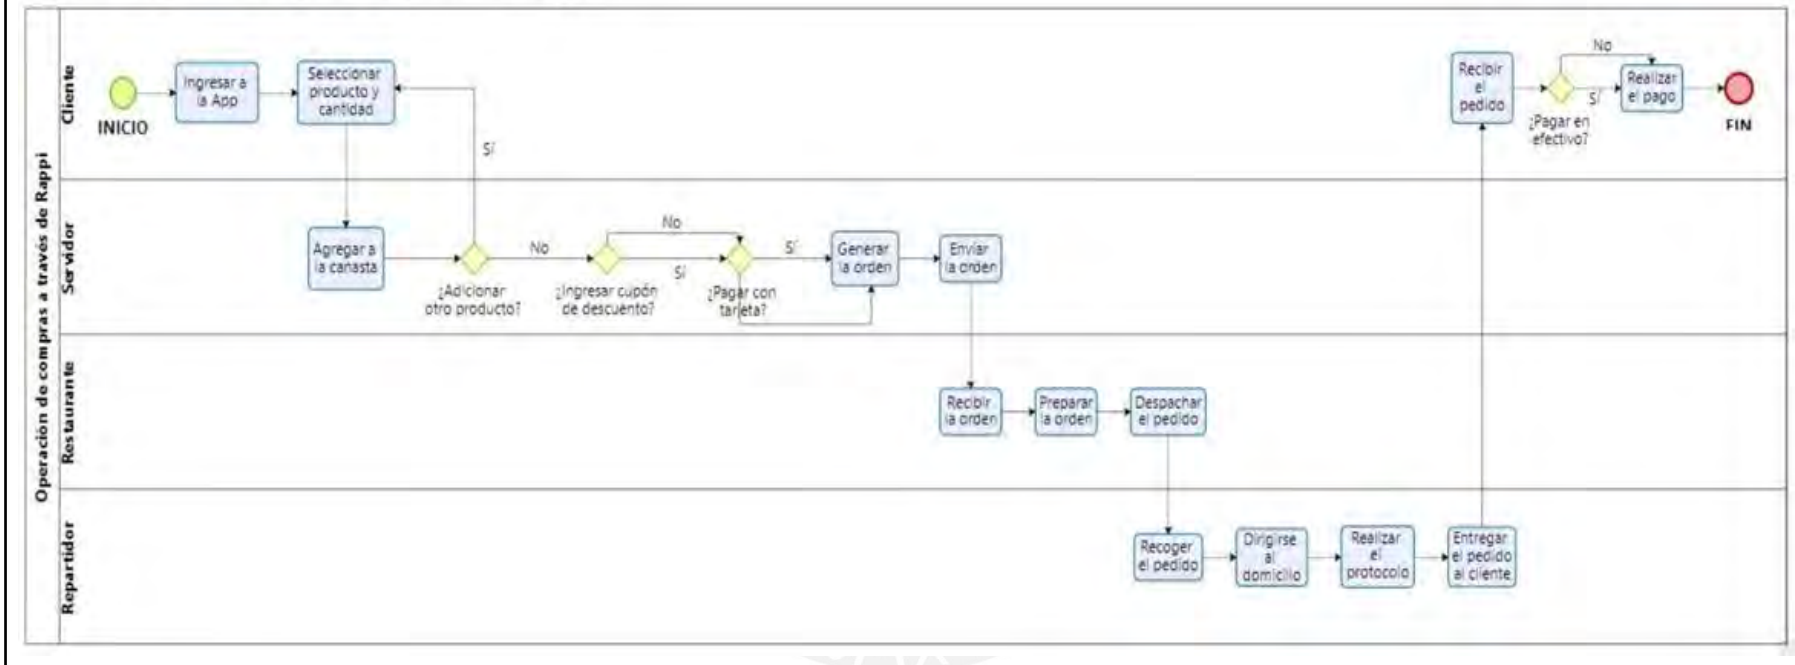 Operación de compras a través de Rappi
Cliente
INICIO
Ingresar a
la App
Seleccionar
producto y
cantidad
Sí
Recibir
el
pedido
No
Sí
¿Pagar en
efectivo?
Realizar
el pago
FIN
Servidor
Agregar a
la canasta
¿Adicionar
otro producto?
No
¿Ingresar cupón
de descuento?
No
Sí
¿Pagar con
tarjeta?
Sí
Generar
la orden
Enviar
la orden
Restaurante
Recibir
la orden
Preparar
la orden
Despachar
el pedido
Repartidor
Recoger
el pedido
Dirigirse
al
domicilio
Realizar
el
protocolo
Entregar
el pedido
al cliente